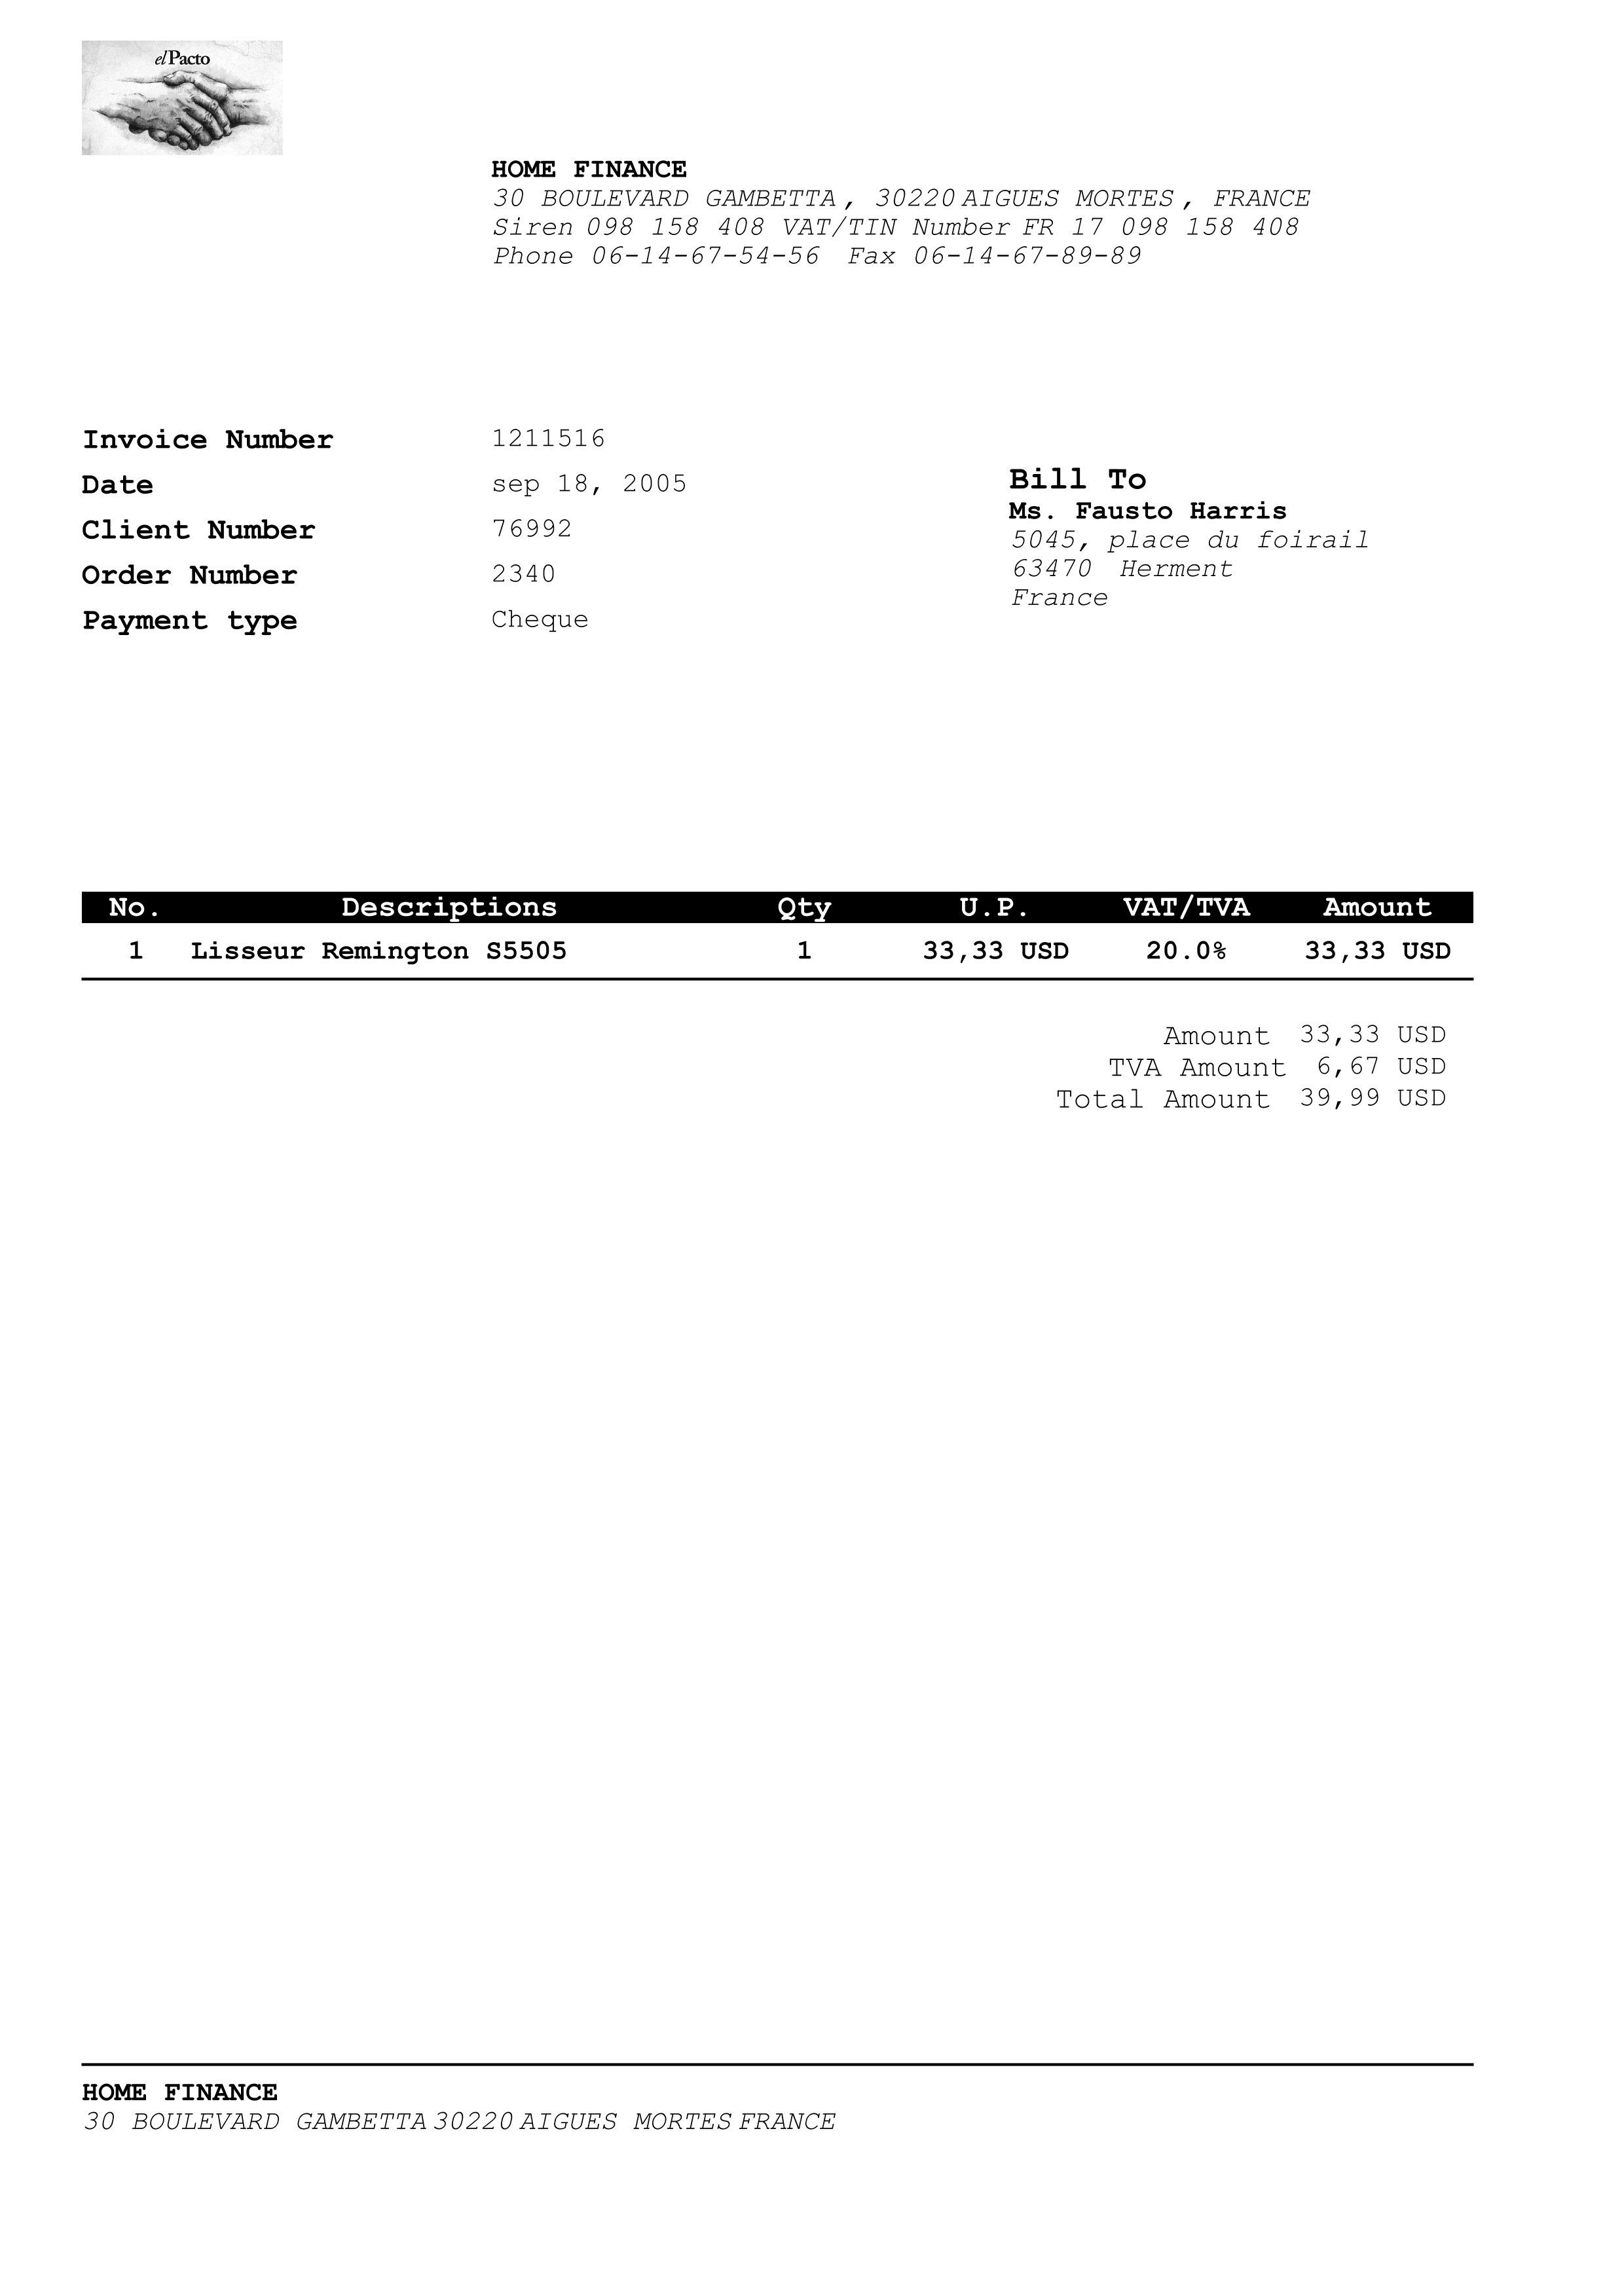 elPacto
HOME FINANCE
30 BOULEVARD GAMBETTA, 30220 AIGUES MORTES, FRANCE
Siren 098 158 408 VAT/TIN Number FR 17 098 158 408
Phone 06-14-67-54-56 Fax 06-14-67-89-89
Invoice Number 1211516
Date sep 18, 2005
Client Number 76992
Order Number 2340
Payment type Cheque
Bill To
Ms. Fausto Harris
5045, place du foirail
63470 Herment
France
No. Descriptions Qty U.P. VAT/TVA Amount
1 Lisseur Remington S5505 1 33,33 USD 20.0% 33,33 USD
Amount 33,33 USD
TVA Amount 6,67 USD
Total Amount 39,99 USD
HOME FINANCE
30 BOULEVARD GAMBETTA 30220 AIGUES MORTES FRANCE